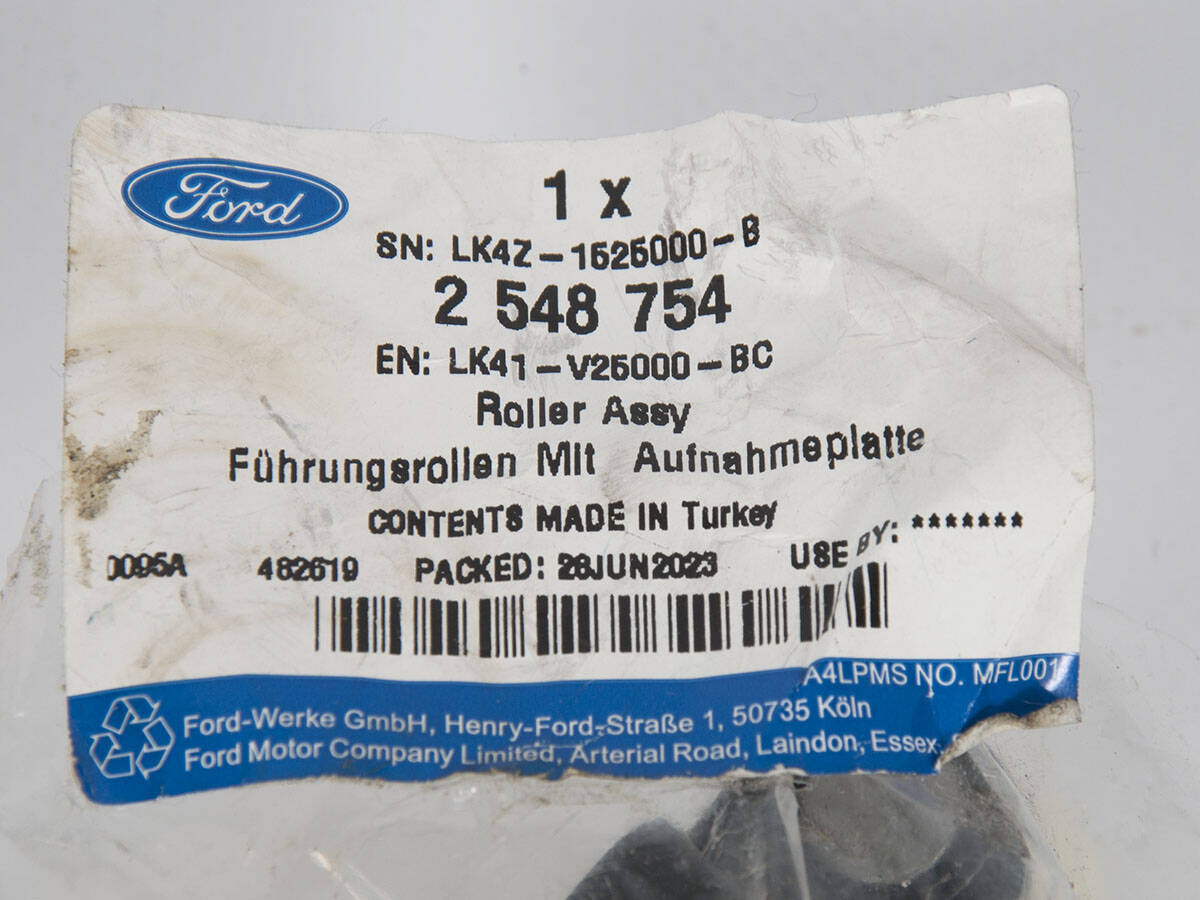 Ford
1 x
SN: LK4Z-1525000-B
2 548 754
EN: LK41-V25000-BC
Roller Assy
Führungsrollen Mit Aufnahmeplatte
CONTENTS MADE IN Turkey
0095A 482619 PACKED: 28JUN2023 USE BY: *******
A4LPMS NO. MFL001
Ford-Werke GmbH, Henry-Ford-Straße 1, 50735 Köln
Ford Motor Company Limited, Arterial Road, Laindon, Essex,